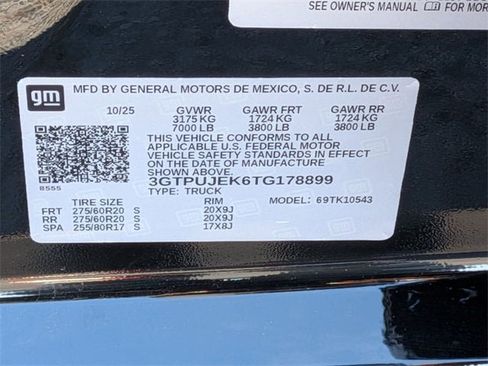 SEE OWNER'S MANUAL FOR MOR
gm
MFD BY GENERAL MOTORS DE MEXICO, S. DE R.L. DE C.V.
10/25 GVWR GAWR FRT GAWR RR
3175 KG 1724 KG 1724 KG
7000 LB 3800 LB 3800 LB
THIS VEHICLE CONFORMS TO ALL
APPLICABLE U.S. FEDERAL MOTOR
VEHICLE SAFETY STANDARDS IN EFFECT
ON THE DATE OF MANUFACTURE
SHOWN ABOVE.
3GTPUJEK6TG178899
B555 TYPE: TRUCK MODEL: 69TK10543
TIRE SIZE RIM
FRT 275/60R20 S 20X9J
RR 275/60R20 S 20X9J
SPA 255/80R17 S 17X8J